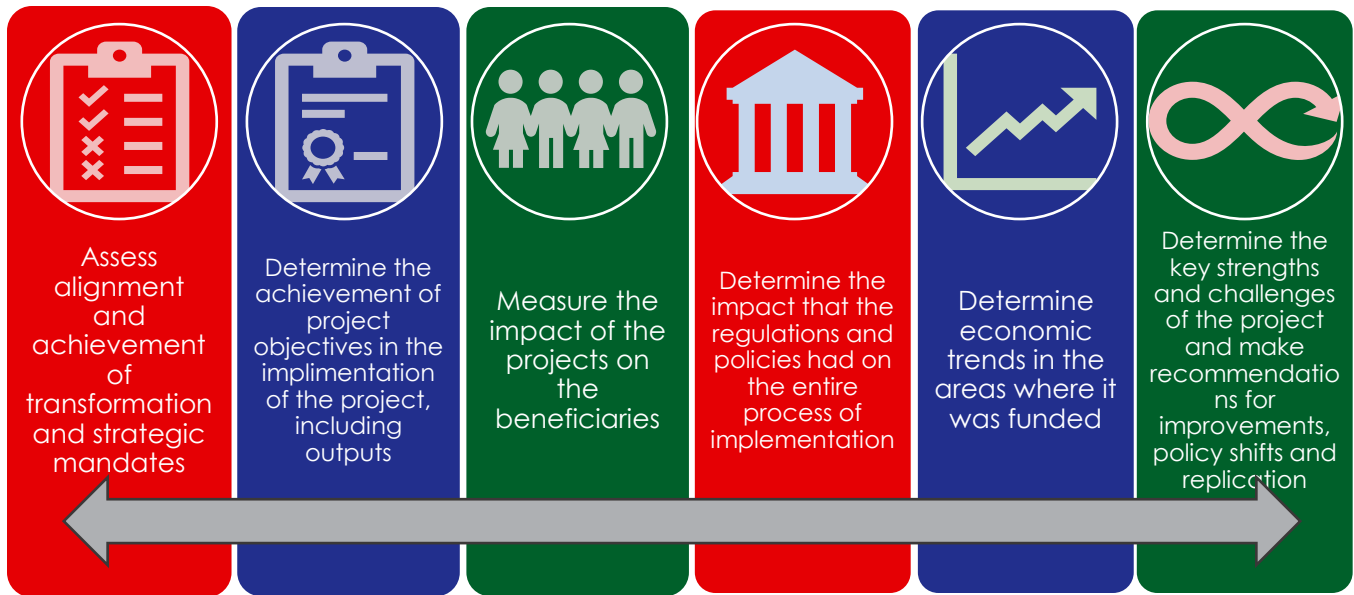 Assess
alignment
and
achievement
of
transformation
and strategic
mandates
Determine the
achievement of
project
objectives in the
implimentation
of the project,
including
outputs
Measure the
impact of the
projects on
the
beneficiaries
Determine the
impact that the
regulations and
policies had on
the entire
process of
implementation
Determine
economic
trends in the
areas where it
was funded
Determine the
key strengths
and challenges
of the project
and make
recommendatio
ns for
improvements,
policy shifts and
replication